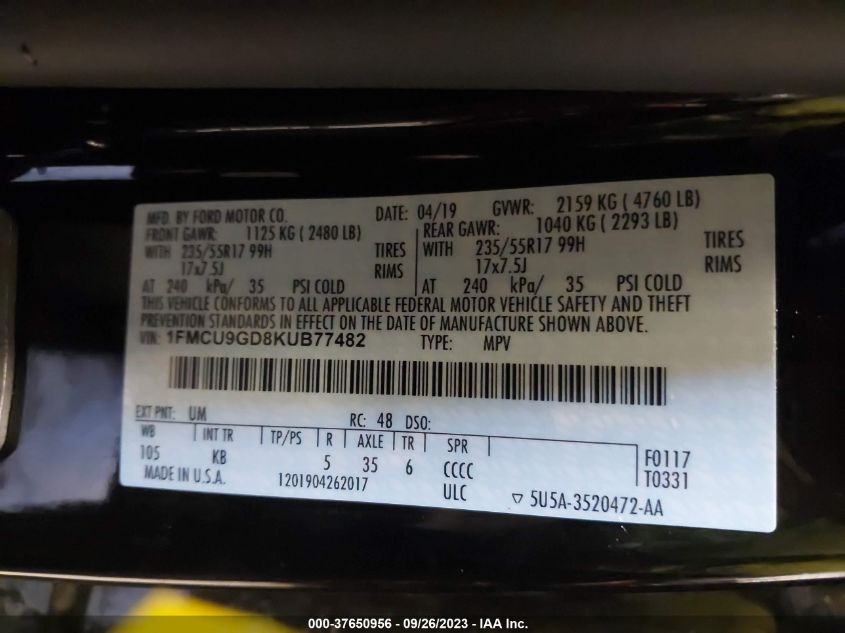 MFD. BY FORD MOTOR CO. DATE: 04/19 GVWR: 2159 KG ( 4760 LB)
FRONT GAWR: 1125 KG ( 2480 LB) REAR GAWR: 1040 KG ( 2293 LB)
WITH 235/55R17 99H TIRES WITH 235/55R17 99H TIRES
17x7.5J RIMS 17x7.5J RIMS
AT 240 kPa/ 35 PSI COLD AT 240 kPa/ 35 PSI COLD
THIS VEHICLE CONFORMS TO ALL APPLICABLE FEDERAL MOTOR VEHICLE SAFETY AND THEFT
PREVENTION STANDARDS IN EFFECT ON THE DATE OF MANUFACTURE SHOWN ABOVE.
VIN: 1FMCU9GD8KUB77482 TYPE: MPV
EXT PNT: UM RC: 48 DSO:
WB INT TR TP/PS R AXLE TR SPR F0117
105 KB 5 35 6 CCCC T0331
MADE IN U.S.A. 1201904262017 ULC 5U5A-3520472-AA
000-37650956 - 09/26/2023 - IAA Inc.